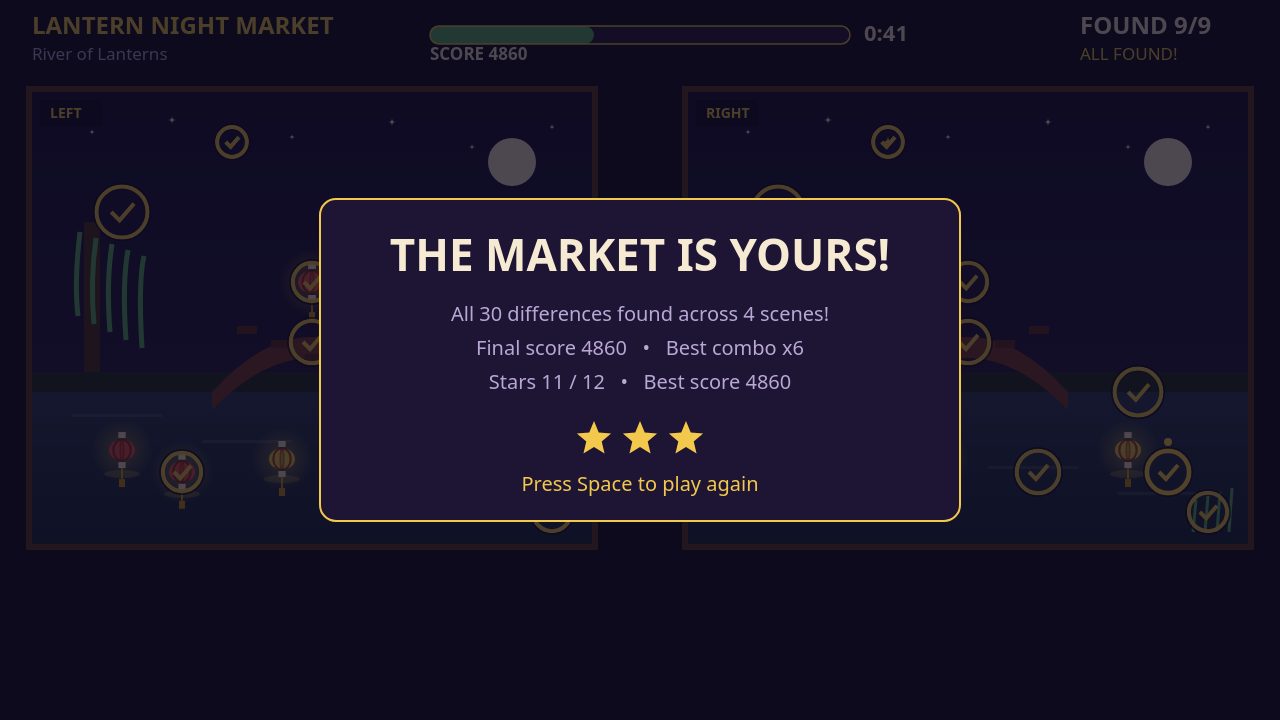 LANTERN NIGHT MARKET
River of Lanterns
SCORE 4860
0:41
FOUND 9/9
ALL FOUND!
LEFT
RIGHT
THE MARKET IS YOURS!
All 30 differences found across 4 scenes!
Final score 4860 • Best combo x6
Stars 11 / 12 • Best score 4860
Press Space to play again